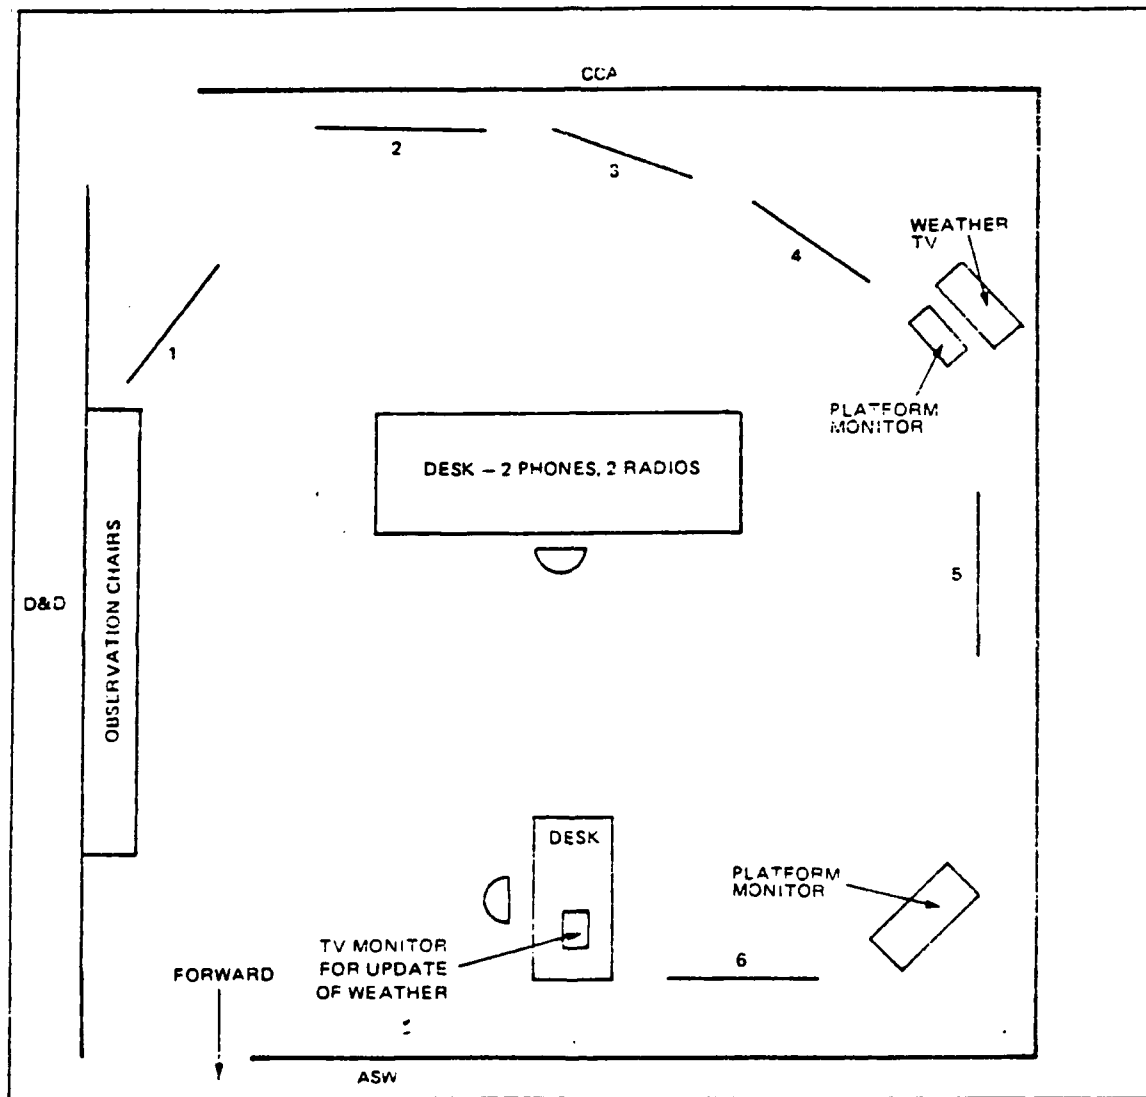 CCA
2
3
4
WEATHER
TV
1
PLATFORM
MONITOR
DESK – 2 PHONES, 2 RADIOS
OBSERVATION CHAIRS
D&D
5
DESK
PLATFORM
MONITOR
TV MONITOR
FOR UPDATE
OF WEATHER
6
FORWARD
ASW